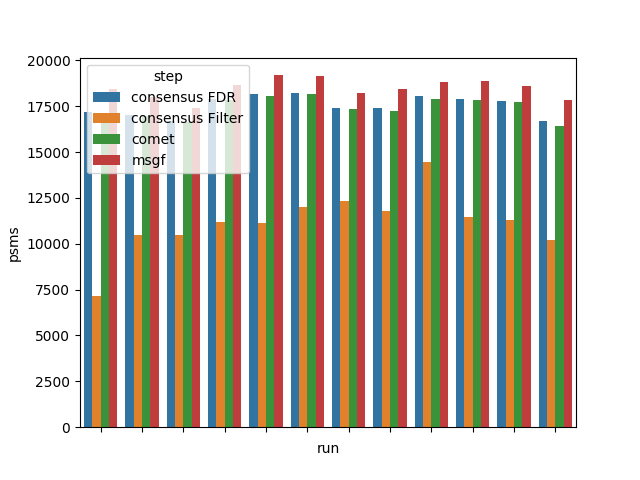 20000
17500
15000
12500
10000
7500
5000
2500
0
psms
run
step
consensus FDR
consensus Filter
comet
msgf